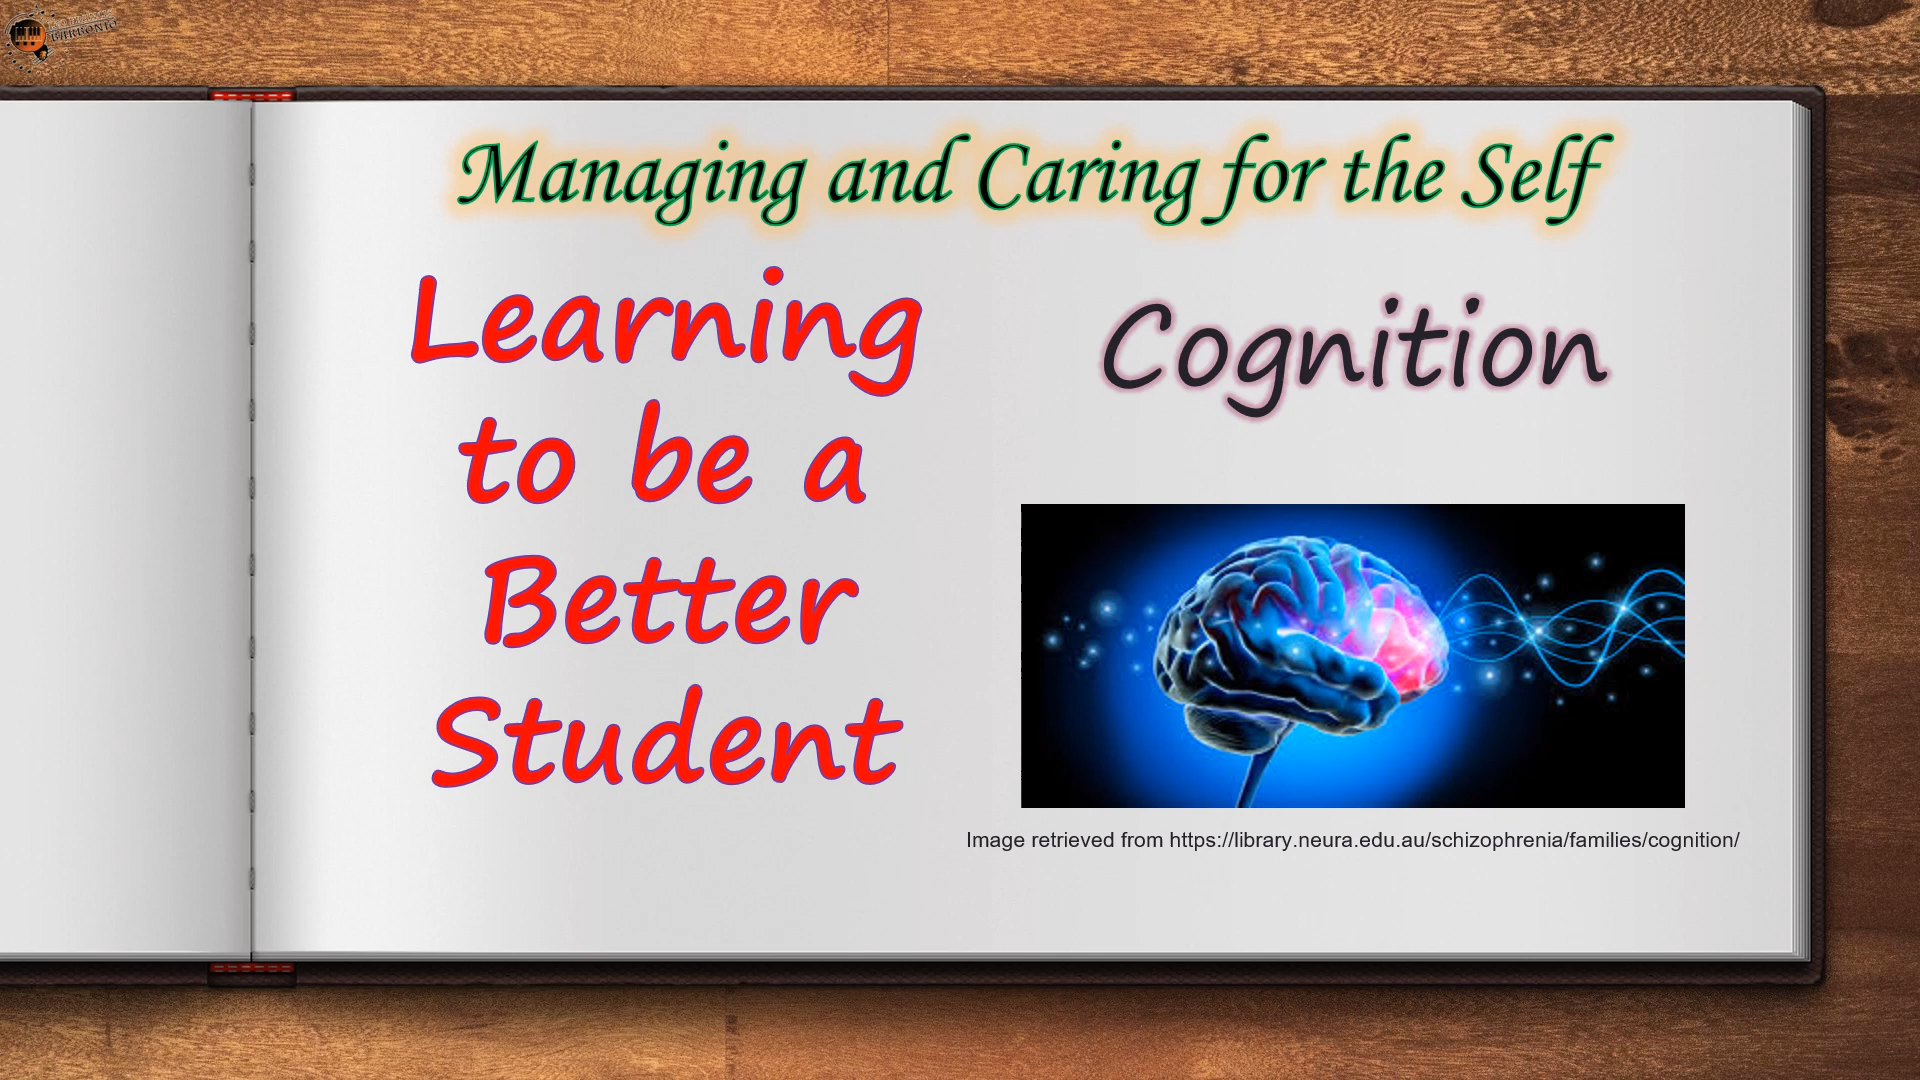 BARBONIO
Managing and Caring for the Self
Learning
to be a
Better
Student
Cognition
Image retrieved from https://library.neura.edu.au/schizophrenia/families/cognition/